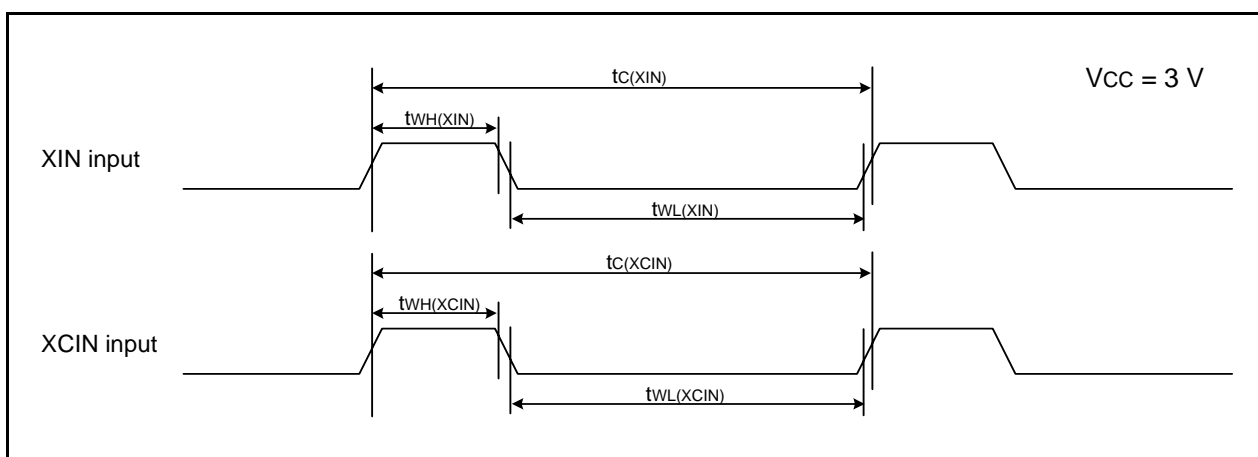 tC(XIN)
VCC = 3 V
tWH(XIN)
XIN input
tWL(XIN)
tC(XCIN)
tWH(XCIN)
XCIN input
tWL(XCIN)